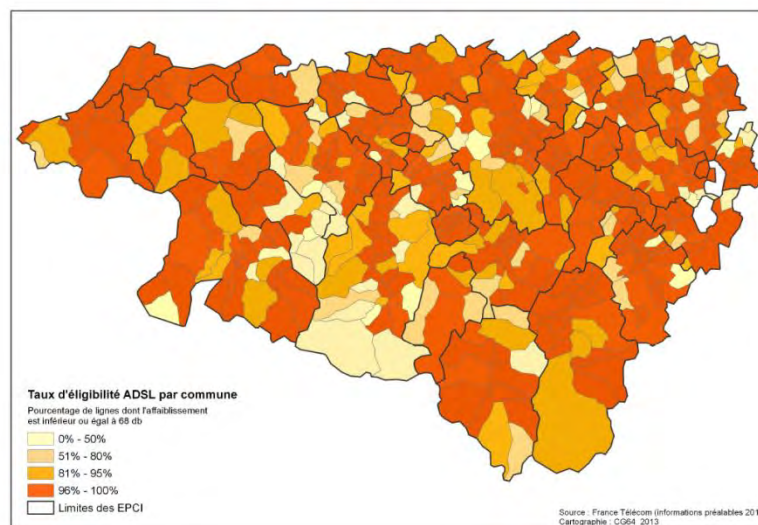 Taux d'éligibilité ADSL par commune
Pourcentage de lignes dont l'affaiblissement
est inférieur ou égal à 68 db
0% - 50%
51% - 80%
81% - 95%
96% - 100%
Limites des EPCI
Source : France Télécom (informations préalables 201
Cartographie : CG64 2013